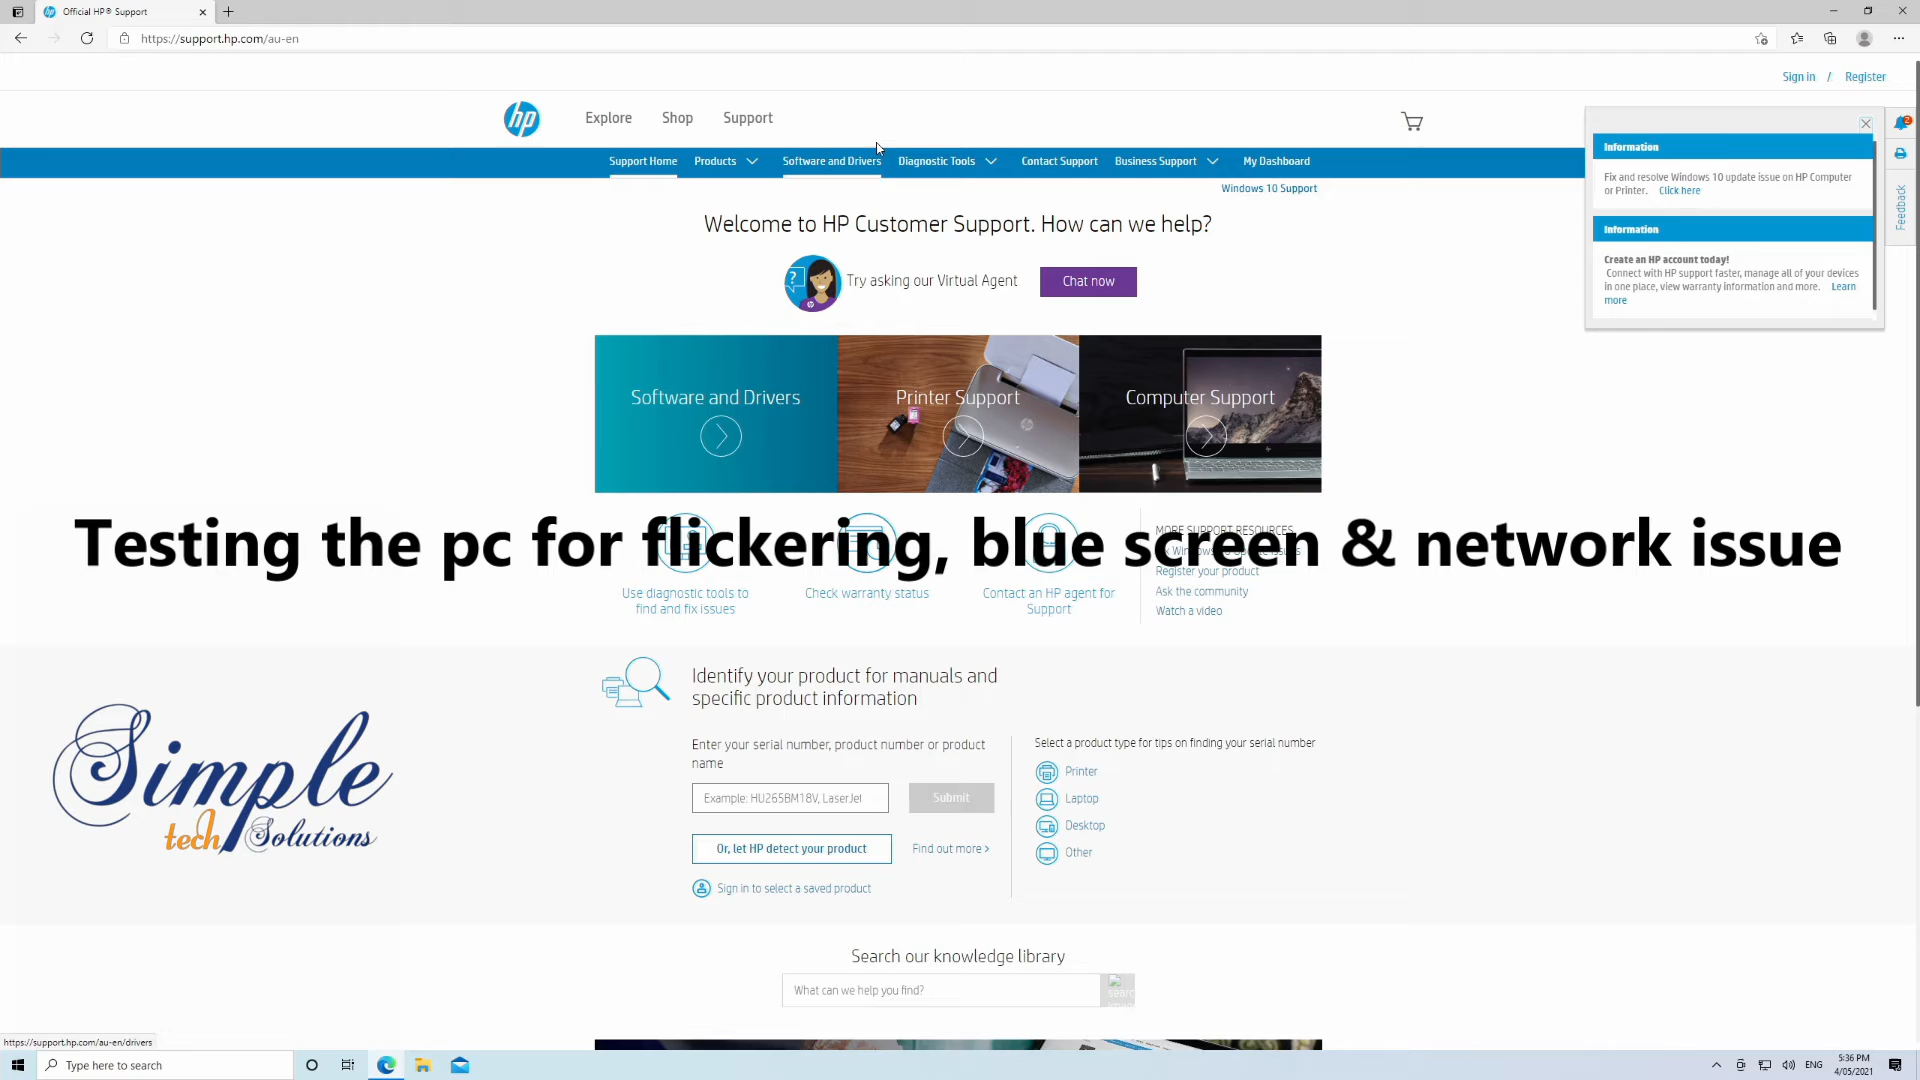 Official HP® Support
https://support.hp.com/au-en
Sign in / Register
hp
Explore Shop Support
Support Home Products Software and Drivers Diagnostic Tools Contact Support Business Support My Dashboard
Windows 10 Support
2
Feedback
Information
Fix and resolve Windows 10 update issue on HP Computer
or Printer. Click here
Information
Create an HP account today!
Connect with HP support faster, manage all of your devices
in one place, view warranty information and more. Learn
more
Welcome to HP Customer Support. How can we help?
Try asking our Virtual Agent Chat now
Software and Drivers Printer Support Computer Support
Testing the pc for flickering, blue screen & network issue
MORE SUPPORT RESOURCES
Register your product
Ask the community
Watch a video
Use diagnostic tools to
find and fix issues
Check warranty status
Contact an HP agent for
Support
Identify your product for manuals and
specific product information
Enter your serial number, product number or product
name
Example: HU265BM18V, LaserJet
Submit
Or, let HP detect your product
Find out more >
Sign in to select a saved product
Select a product type for tips on finding your serial number
Printer
Laptop
Desktop
Other
Simple
tech Solutions
Search our knowledge library
What can we help you find?
https://support.hp.com/au-en/drivers
Type here to search
ENG
5:36 PM
4/05/2021